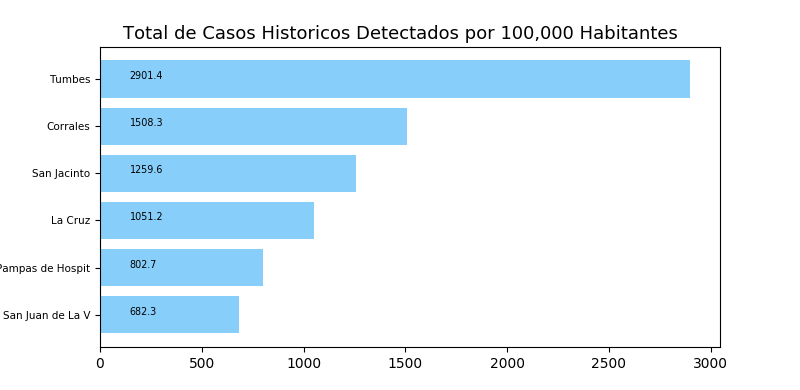 Total de Casos Historicos Detectados por 100,000 Habitantes
Tumbes 2901.4
Corrales 1508.3
San Jacinto 1259.6
La Cruz 1051.2
Pampas de Hospit 802.7
San Juan de La V 682.3
0 500 1000 1500 2000 2500 3000